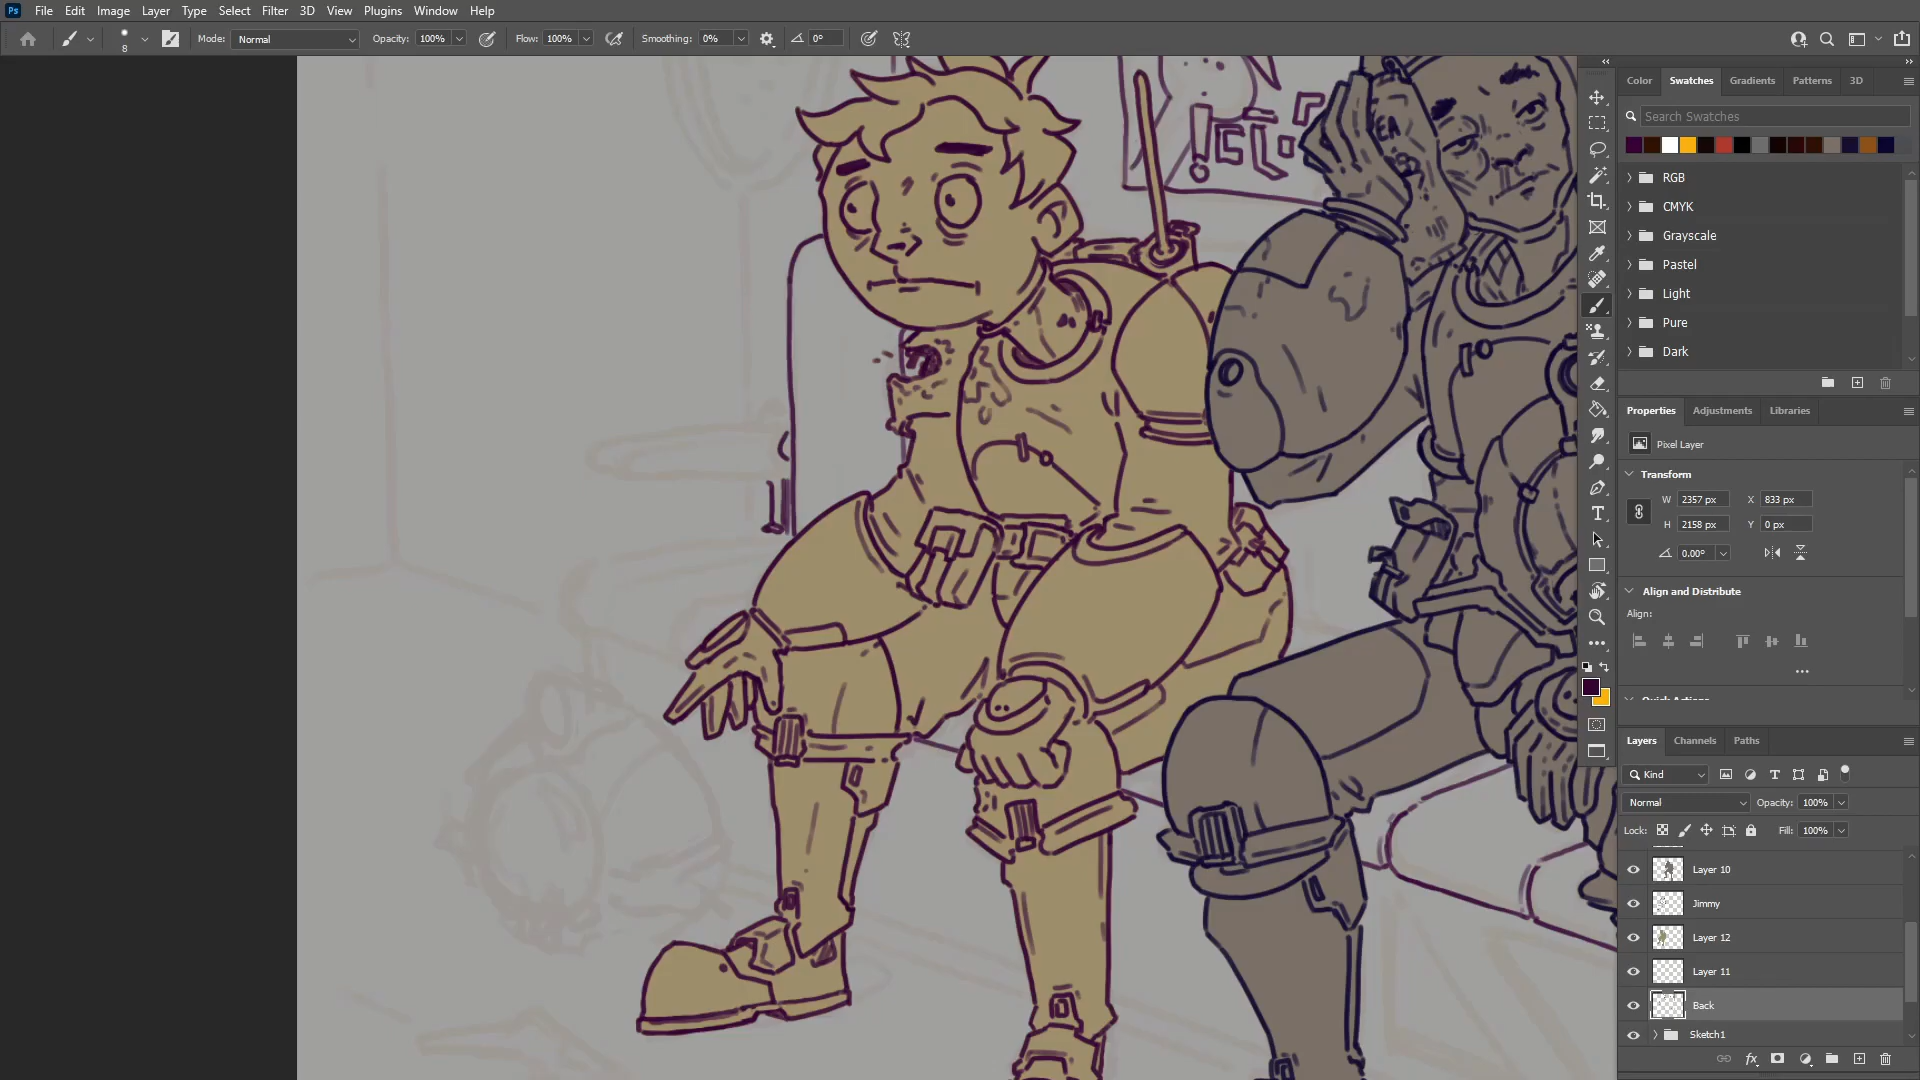 Ps File Edit Image Layer Type Select Filter 3D View Plugins Window Help
8 Mode: Normal Opacity: 100% Flow: 100% Smoothing: 0% 0°
Color Swatches Gradients Patterns 3D
Search Swatches
RGB
CMYK
Grayscale
Pastel
Light
Pure
Dark
Properties Adjustments Libraries
Pixel Layer
Transform
W 2357 px X 833 px
H 2158 px Y 0 px
0.00°
Align and Distribute
Align:
Quick Actions
Layers Channels Paths
Kind
Normal Opacity: 100%
Lock: Fill: 100%
Layer 10
Jimmy
Layer 12
Layer 11
Back
Sketch1